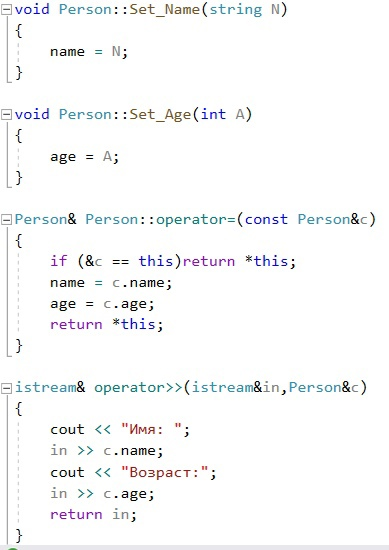 void Person::Set_Name(string N)
{
name = N;
}
void Person::Set_Age(int A)
{
age = A;
}
Person& Person::operator=(const Person&c)
{
if (&c == this)return *this;
name = c.name;
age = c.age;
return *this;
}
istream& operator>>(istream&in,Person&c)
{
cout << "Имя: ";
in >> c.name;
cout << "Возраст:";
in >> c.age;
return in;
}